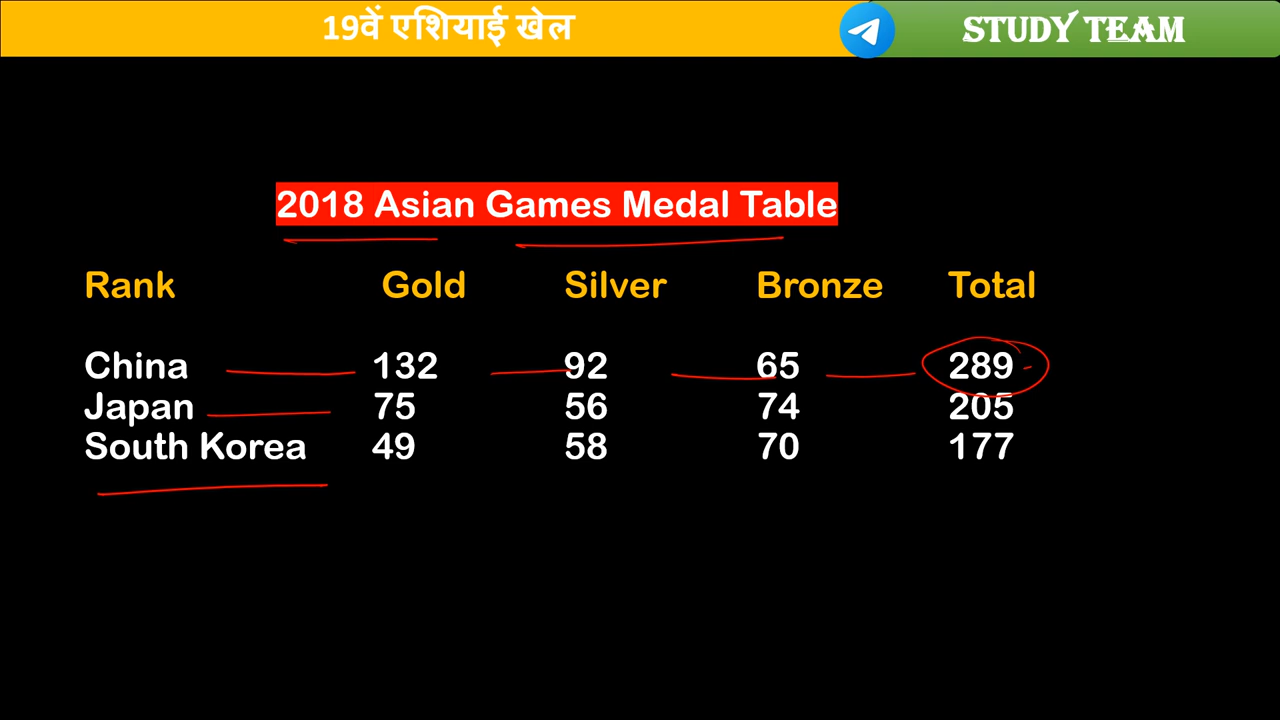 19वें एशियाई खेल
STUDY TEAM
2018 Asian Games Medal Table
Rank Gold Silver Bronze Total
China 132 92 65 289
Japan 75 56 74 205
South Korea 49 58 70 177